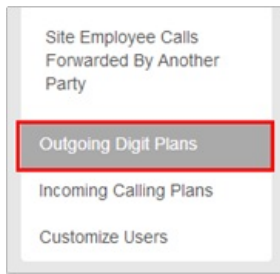 Site Employee Calls
Forwarded By Another
Party
Outgoing Digit Plans
Incoming Calling Plans
Customize Users